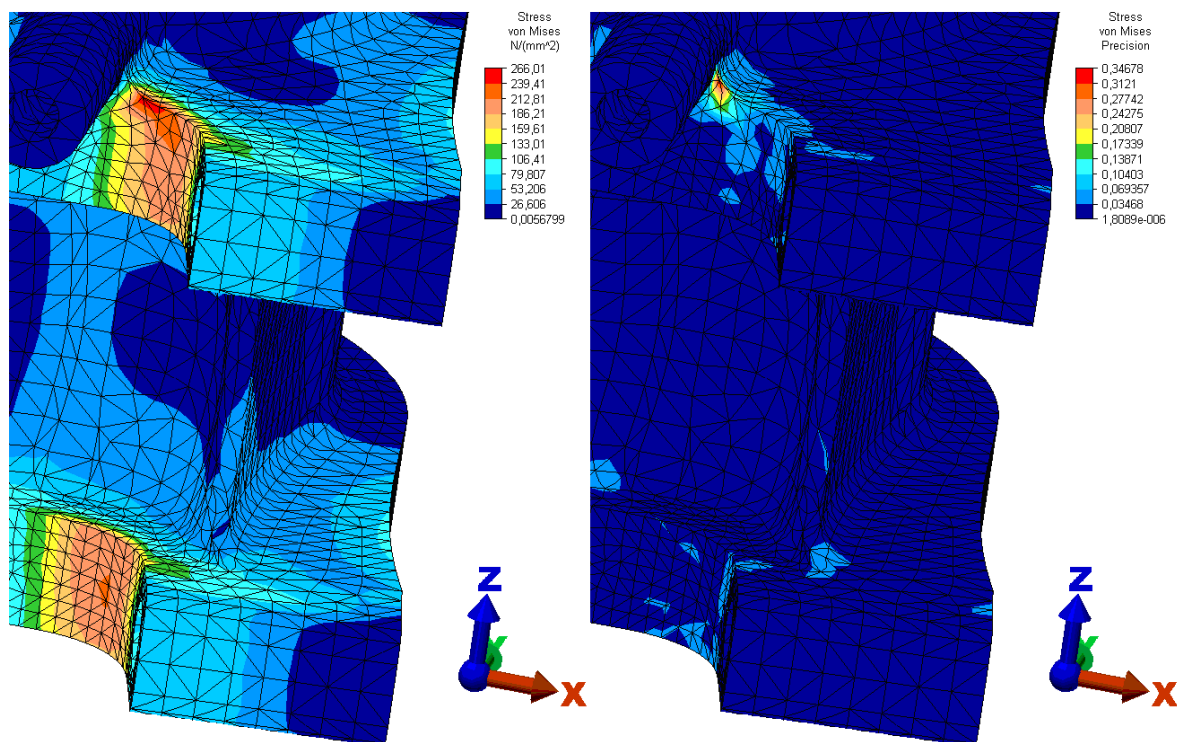 Stress
von Mises
N/(mm^2)
266,01
239,41
212,81
186,21
159,61
133,01
106,41
79,807
53,206
26,606
0,0056799
Z
Y
X
Stress
von Mises
Precision
0,34678
0,3121
0,27742
0,24275
0,20807
0,17339
0,13871
0,10403
0,069357
0,03468
1,8089e-006
Z
Y
X